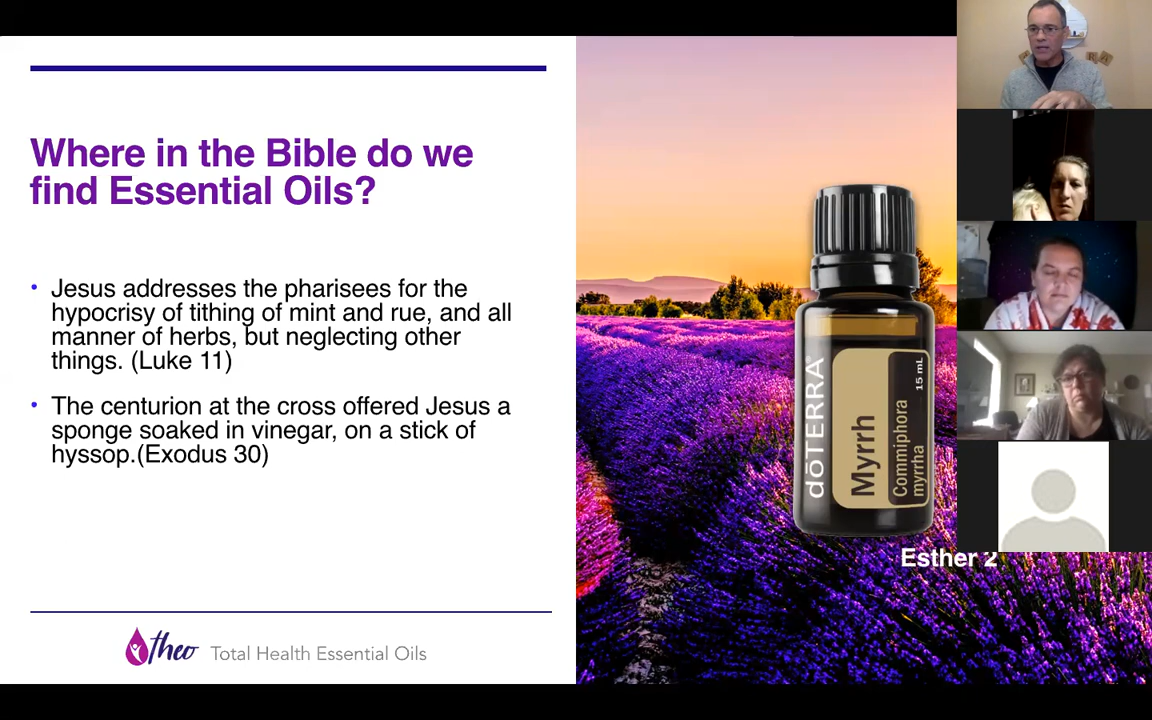 Where in the Bible do we
find Essential Oils?
• Jesus addresses the pharisees for the
hypocrisy of tithing of mint and rue, and all
manner of herbs, but neglecting other
things. (Luke 11)
• The centurion at the cross offered Jesus a
sponge soaked in vinegar, on a stick of
hyssop.(Exodus 30)
theo Total Health Essential Oils
dōTERRA®
Myrrh
Commiphora
myrrha
15 mL
Esther 2